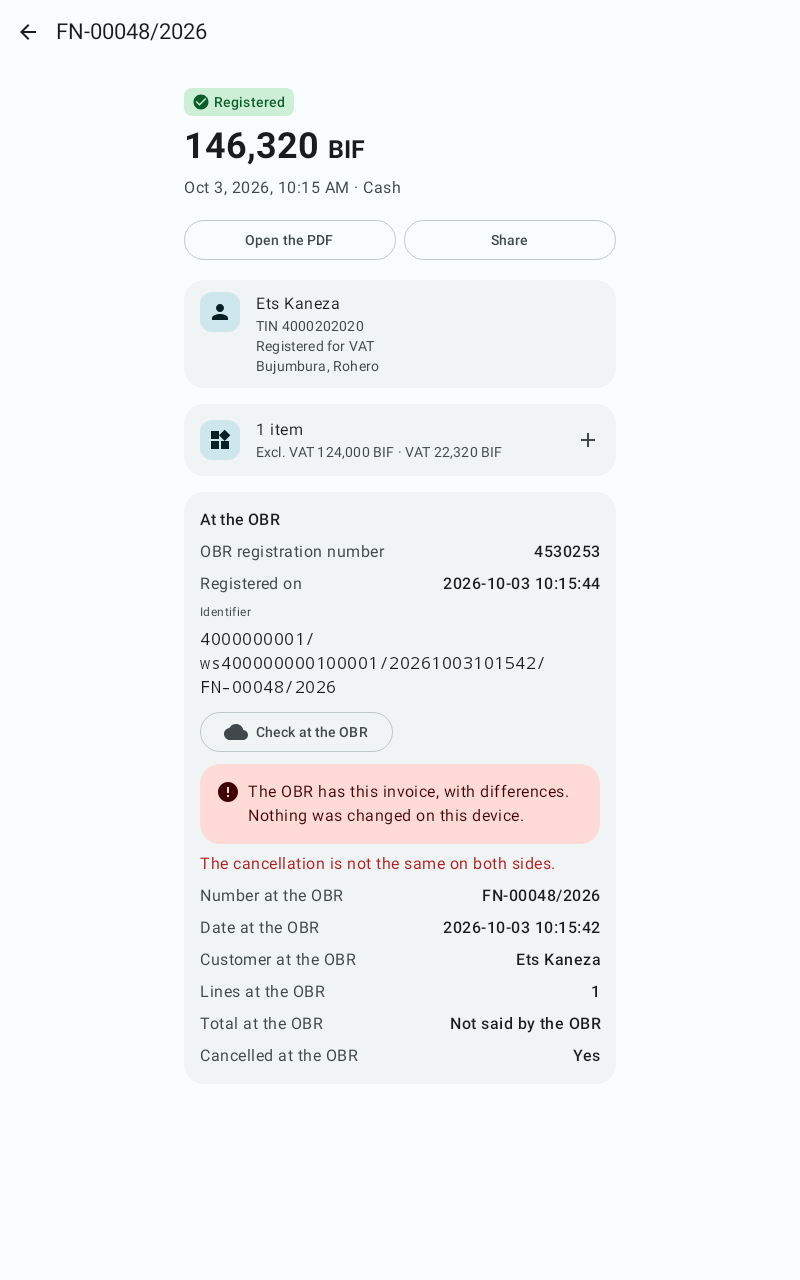 FN-00048/2026
Registered
146,320 BIF
Oct 3, 2026, 10:15 AM · Cash
Open the PDF
Share
Ets Kaneza
TIN 4000202020
Registered for VAT
Bujumbura, Rohero
1 item
Excl. VAT 124,000 BIF · VAT 22,320 BIF
At the OBR
OBR registration number 4530253
Registered on 2026-10-03 10:15:44
Identifier
4000000001/
ws400000000100001/20261003101542/
FN-00048/2026
Check at the OBR
The OBR has this invoice, with differences.
Nothing was changed on this device.
The cancellation is not the same on both sides.
Number at the OBR FN-00048/2026
Date at the OBR 2026-10-03 10:15:42
Customer at the OBR Ets Kaneza
Lines at the OBR 1
Total at the OBR Not said by the OBR
Cancelled at the OBR Yes